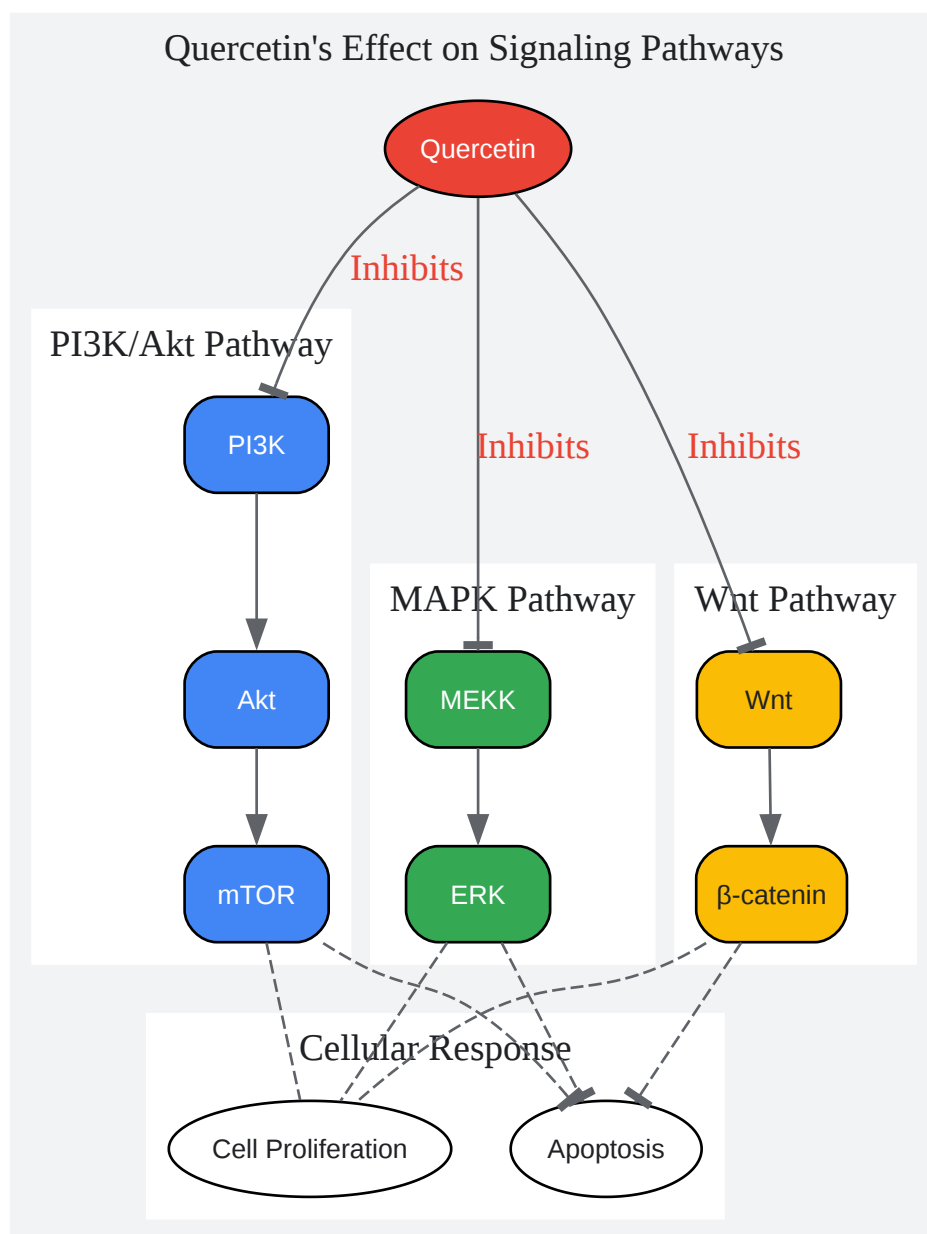 Quercetin's Effect on Signaling Pathways
Quercetin
Inhibits
PI3K/Akt Pathway
PI3K
Inhibits
Inhibits
MAPK Pathway
Wnt Pathway
Akt
MEKK
Wnt
mTOR
ERK
β-catenin
Cellular Response
Cell Proliferation
Apoptosis